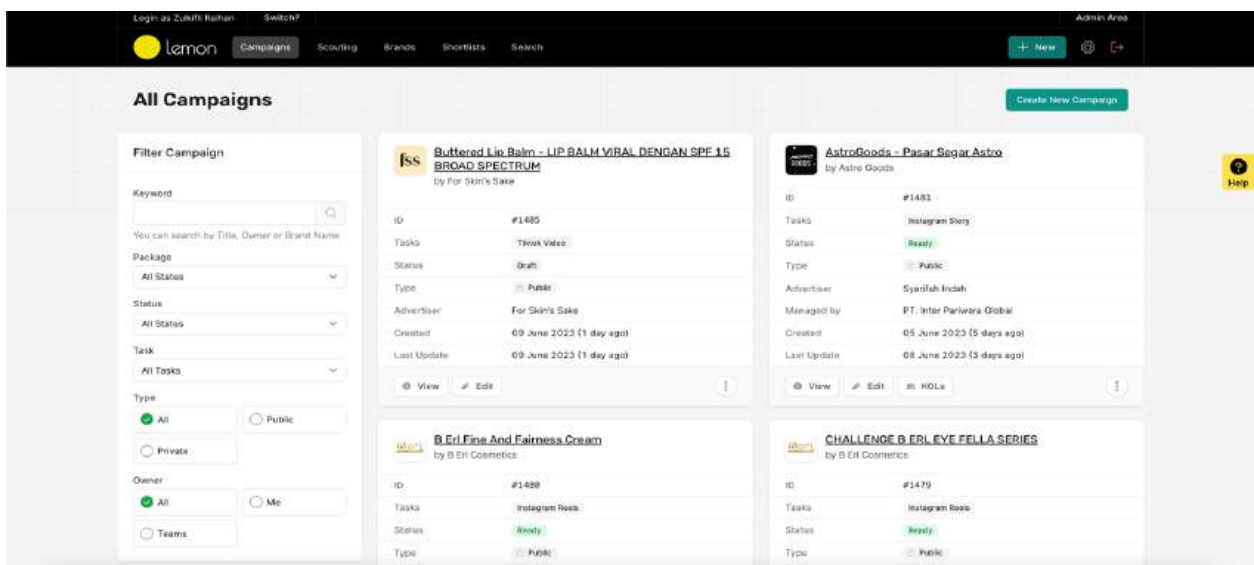 Login as Zulkifli Raihan Switch? Admin Area
lemon Campaigns Scouting Brands Shortlists Search + New
All Campaigns Create New Campaign
Filter Campaign
Keyword
You can search by Title, Owner or Brand Name
Package
All States
Status
All States
Task
All Tasks
Type
All Public
Private
Owner
All Me
Teams
fss
Buttered Lip Balm - LIP BALM VIRAL DENGAN SPF 15
BROAD SPECTRUM
by For Skin's Sake
ID #1485
Tasks Tiktok Video
Status Draft
Type Public
Advertiser For Skin's Sake
Created 09 June 2023 (1 day ago)
Last Update 09 June 2023 (1 day ago)
View Edit
GOODS
AstroGoods - Pasar Segar Astro
by Astro Goods
ID #1481
Tasks Instagram Story
Status Ready
Type Public
Advertiser Syarifah Indah
Managed by PT. Inter Pariwara Global
Created 05 June 2023 (5 days ago)
Last Update 08 June 2023 (3 days ago)
View Edit KOLs
B Erl Fine And Fairness Cream
by B Erl Cosmetics
ID #1480
Tasks Instagram Reels
Status Ready
Type Public
CHALLENGE B ERL EYE FELLA SERIES
by B Erl Cosmetics
ID #1479
Tasks Instagram Reels
Status Ready
Type Public
Help